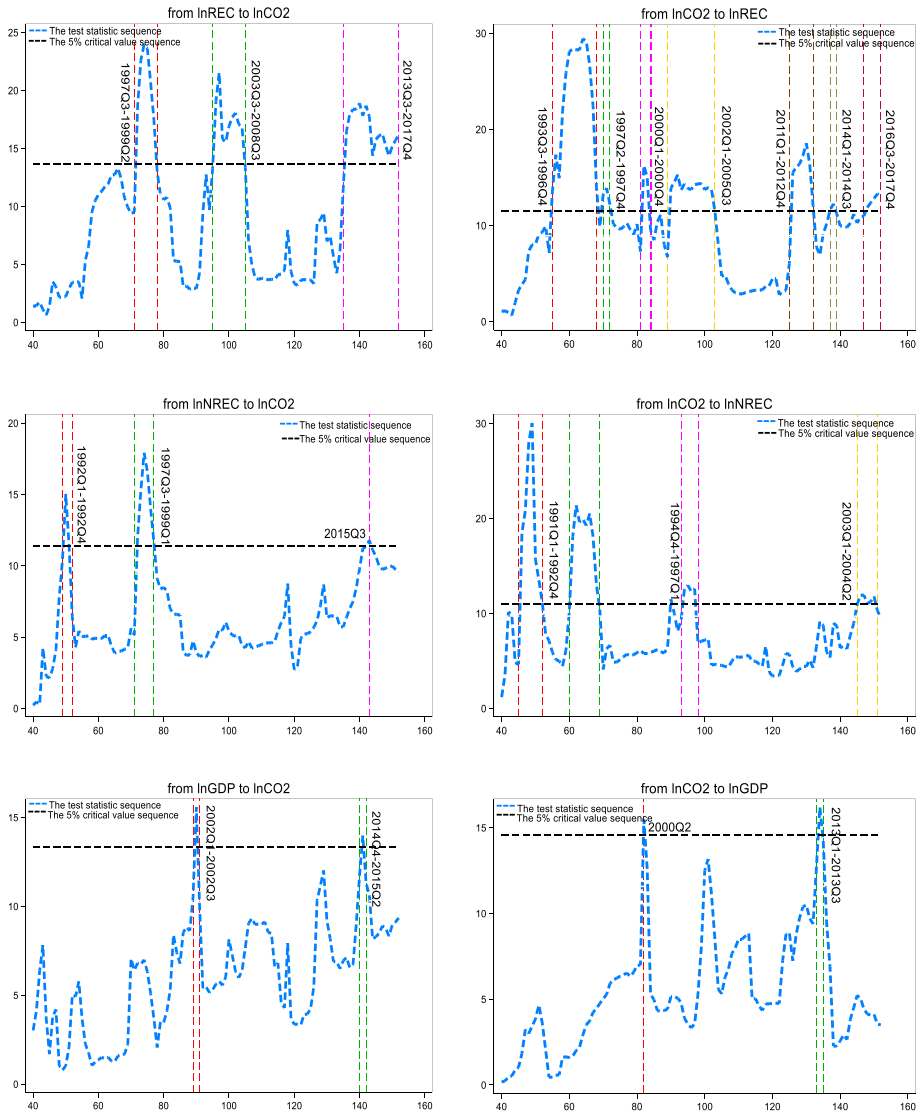 from lnREC to lnCO2
The test statistic sequence
The 5% critical value sequence
25
20
15
10
5
0
1997Q3-1999Q2
2003Q3-2008Q3
2013Q3-2017Q4
40 60 80 100 120 140 160
from lnCO2 to lnREC
The test statistic sequence
The 5% critical value sequence
30
20
10
0
1993Q3-1996Q4
1997Q2-1997Q4
2000Q1-2000Q4
2002Q1-2005Q3
2011Q1-2012Q4
2014Q1-2014Q3
2016Q3-2017Q4
40 60 80 100 120 140 160
from lnNREC to lnCO2
The test statistic sequence
The 5% critical value sequence
20
15
10
5
0
1992Q1-1992Q4
1997Q3-1999Q1
2015Q3
40 60 80 100 120 140 160
from lnCO2 to lnNREC
The test statistic sequence
The 5% critical value sequence
30
20
10
0
1991Q1-1992Q4
1994Q4-1997Q1
2003Q1-2004Q2
40 60 80 100 120 140 160
from lnGDP to lnCO2
The test statistic sequence
The 5% critical value sequence
15
10
5
0
2002Q1-2002Q3
2014Q4-2015Q2
40 60 80 100 120 140 160
from lnCO2 to lnGDP
The test statistic sequence
The 5% critical value sequence
15
10
5
0
2000Q2
2013Q1-2013Q3
40 60 80 100 120 140 160